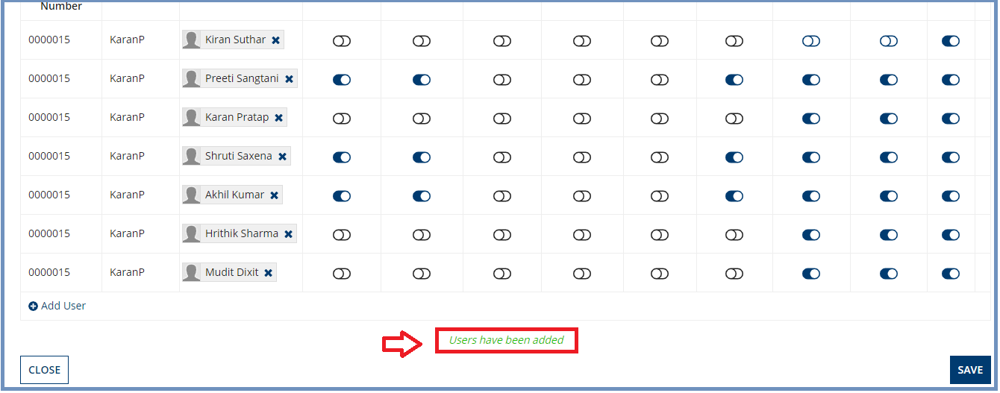 Number
0000015 KaranP Kiran Suthar
0000015 KaranP Preeti Sangtani
0000015 KaranP Karan Pratap
0000015 KaranP Shruti Saxena
0000015 KaranP Akhil Kumar
0000015 KaranP Hrithik Sharma
0000015 KaranP Mudit Dixit
Add User
Users have been added
CLOSE SAVE